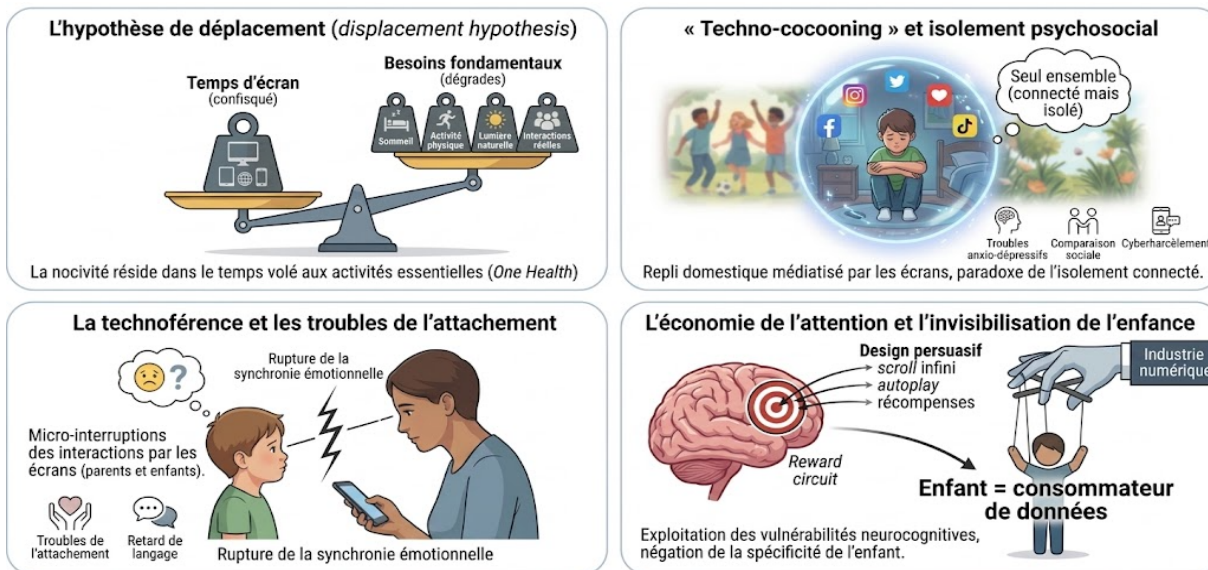 L'hypothèse de déplacement (displacement hypothesis)
Temps d'écran
(confisqué)
Besoins fondamentaux
(dégrades)
Sommeil
Activité
physique
Lumière
naturelle
Interactions
réelles
La nocivité réside dans le temps volé aux activités essentielles (One Health)
« Techno-cocooning » et isolement psychosocial
Seul ensemble
(connecté mais
isolé)
Troubles
anxio-dépressifs
Comparaison
sociale
Cyberharcèlement
Repli domestique médiatisé par les écrans, paradoxe de l'isolement connecté.
La technoférence et les troubles de l'attachement
?
Rupture de la
synchronie émotionnelle
Micro-interruptions
des interactions par les
écrans (parents et enfants).
Troubles de
l'attachement
Retard de
langage
Rupture de la synchronie émotionnelle
L'économie de l'attention et l'invisibilisation de l'enfance
Design persuasif
scroll infini
autoplay
récompenses
Industrie
numérique
Reward
circuit
Enfant = consommateur
de données
Exploitation des vulnérabilités neurocognitives,
négation de la spécificité de l'enfant.